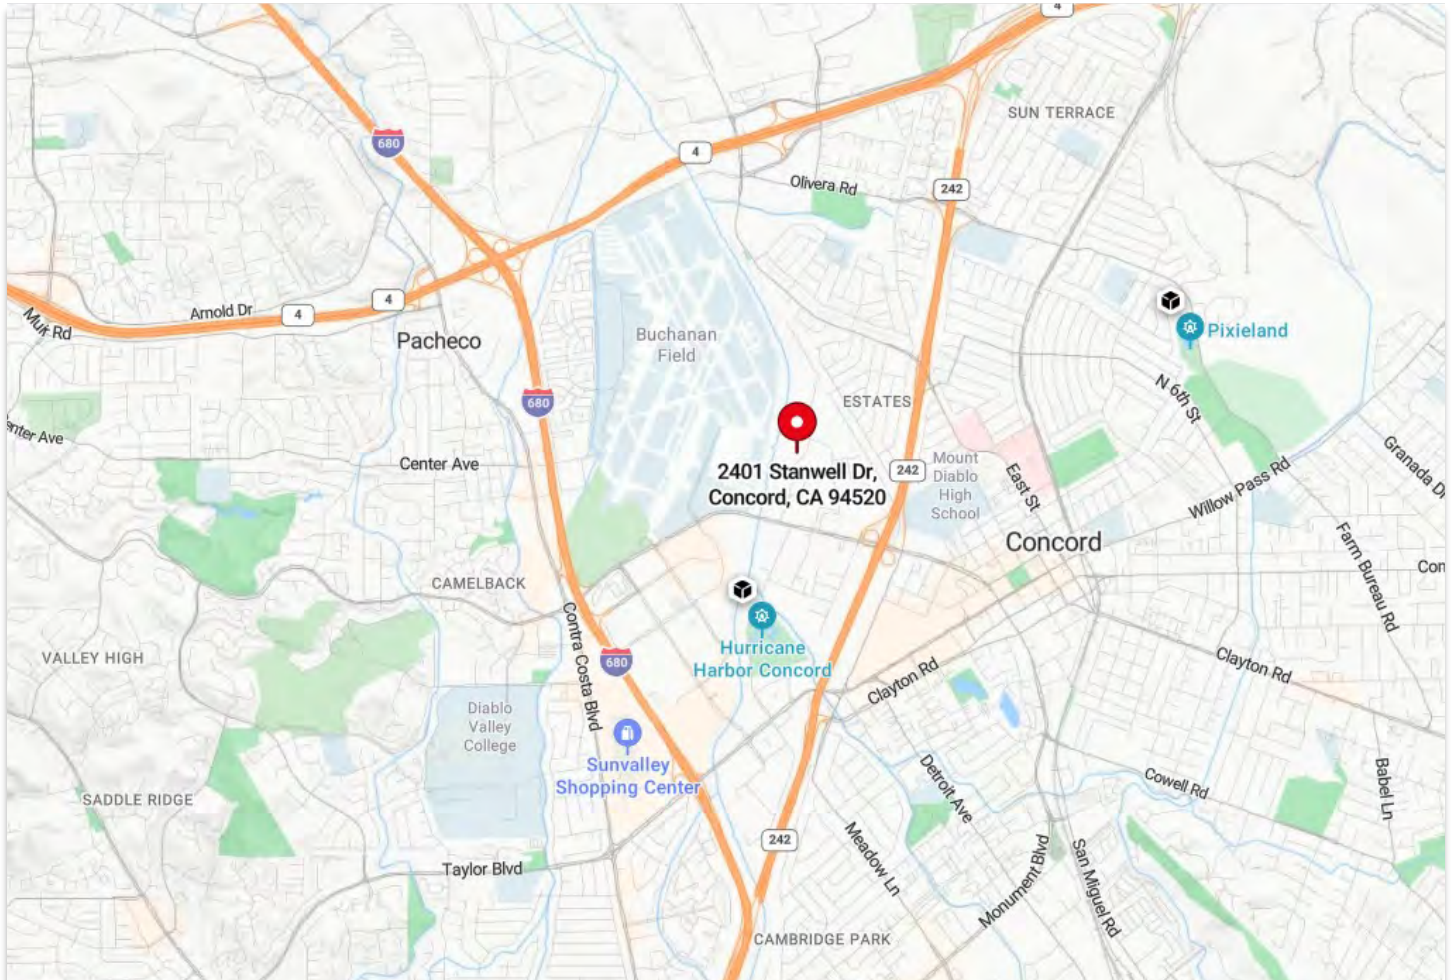 4
680
SUN TERRACE
4
Olivera Rd
242
Arnold Dr
4
4
Muir Rd
Pacheco
Buchanan
Field
Pixieland
680
ESTATES
N 6th St
enter Ave
Center Ave
2401 Stanwell Dr,
Concord, CA 94520
242
Mount
Diablo
High
School
East St
Willow Pass Rd
Granada D
Concord
Farm Bureau Rd
Con
CAMELBACK
Contra Costa Blvd
VALLEY HIGH
680
Hurricane
Harbor Concord
Clayton Rd
Clayton Rd
Diablo
Valley
College
Sunvalley
Shopping Center
SADDLE RIDGE
Detroit Ave
Cowell Rd
Babel Ln
242
Taylor Blvd
Meadow Ln
Monument Blvd
San Miguel Rd
CAMBRIDGE PARK